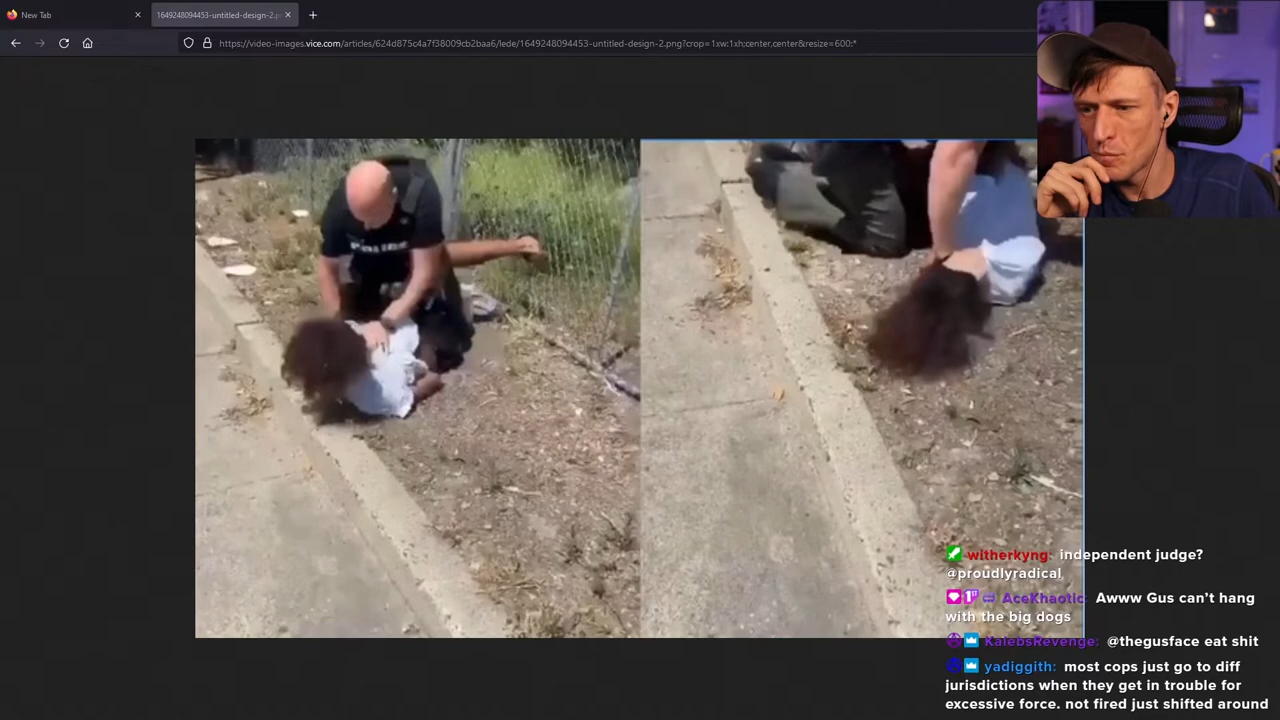 New Tab
1649248094453-untitled-design-2.p
https://video-images.vice.com/articles/624d875c4a7f38009cb2baa6/lede/1649248094453-untitled-design-2.png?crop=1xw:1xh;center,center&resize=600:*
POLICE
witherkyng: independent judge?
@proudlyradical
AceKhaotic: Awww Gus can't hang
with the big dogs
KalebsRevenge: @thegusface eat shit
yadiggith: most cops just go to diff
jurisdictions when they get in trouble for
excessive force. not fired just shifted around